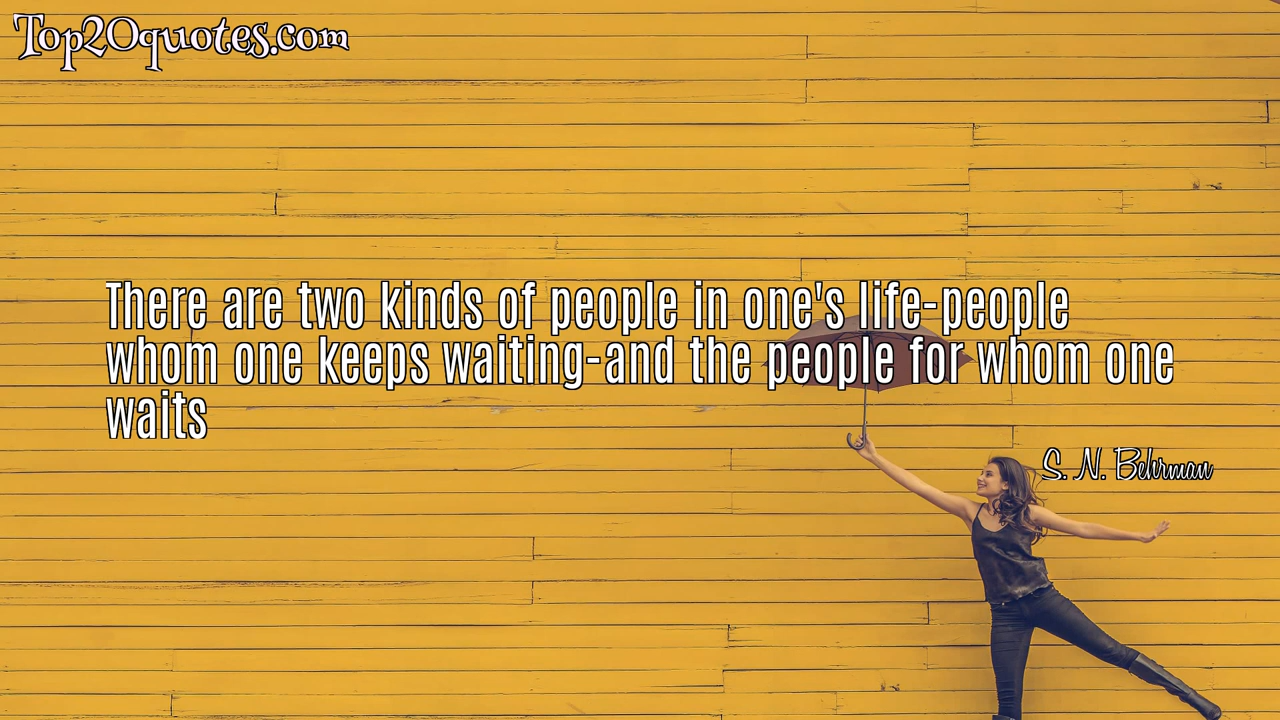 Top20quotes.com
There are two kinds of people in one's life-people
whom one keeps waiting-and the people for whom one
waits
S. N. Behrman